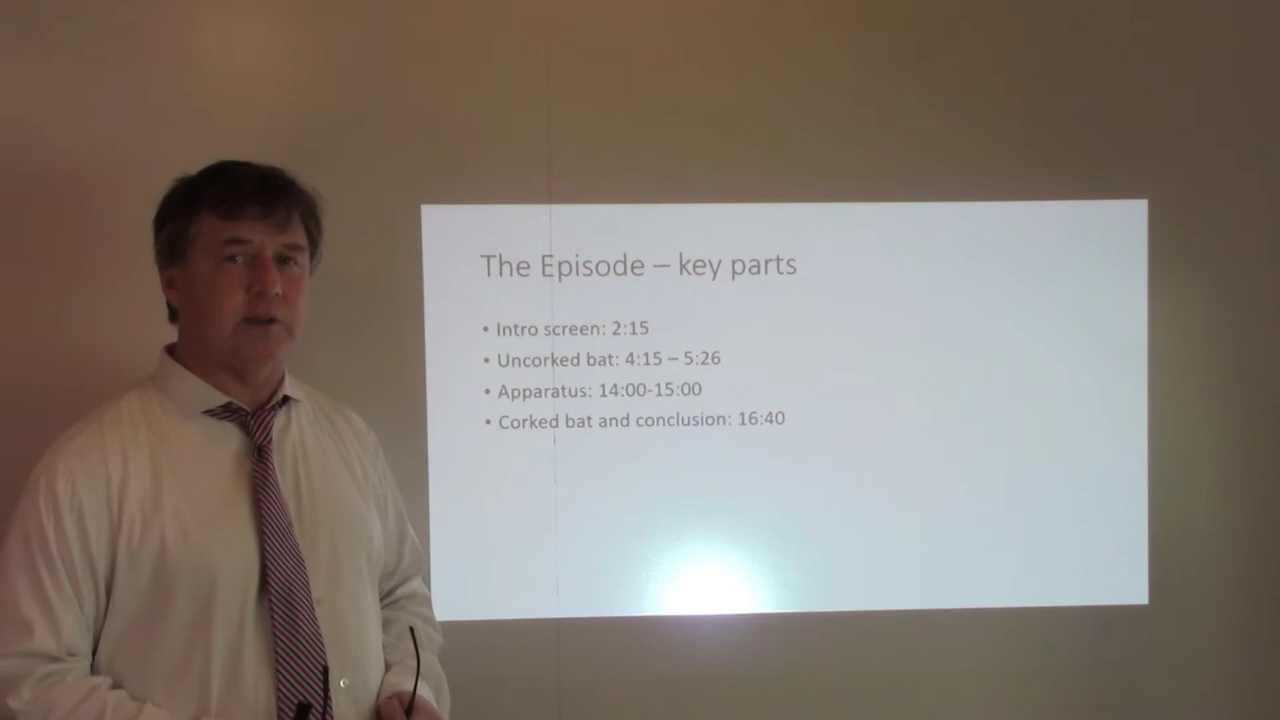 The Episode – key parts
• Intro screen: 2:15
• Uncorked bat: 4:15 – 5:26
• Apparatus: 14:00-15:00
• Corked bat and conclusion: 16:40